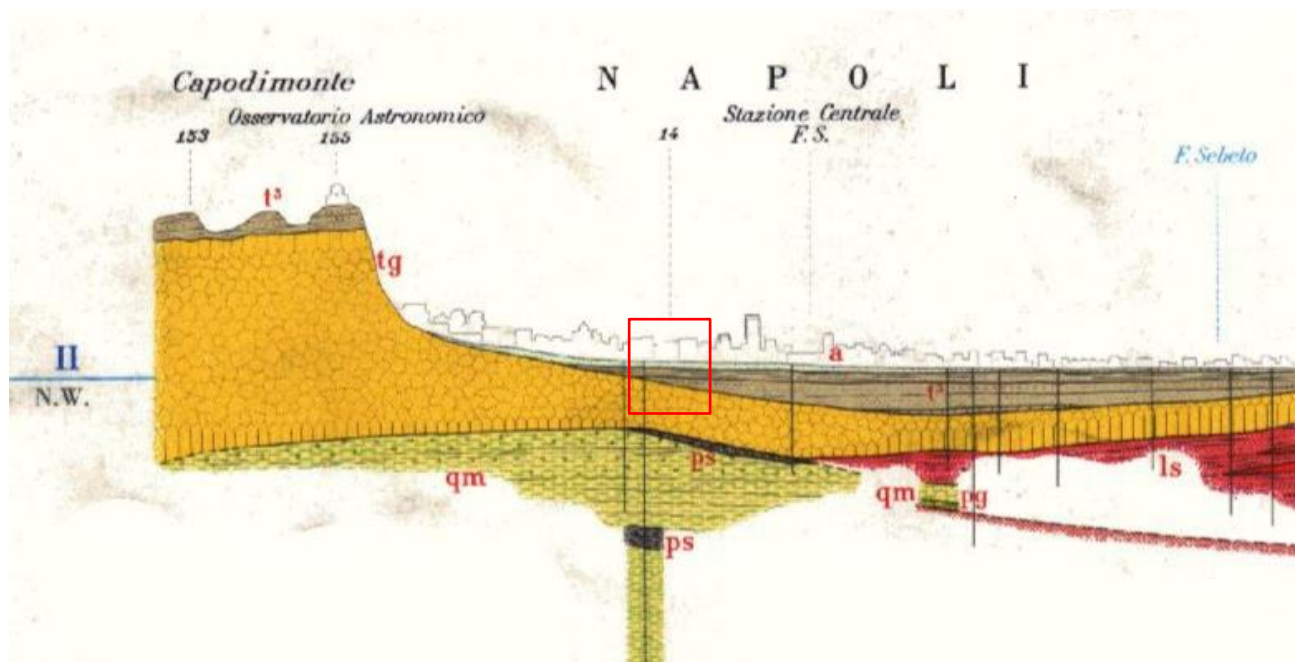 Capodimonte
N A P O L I
Osservatorio Astronomico
Stazione Centrale
F. S.
153
155
14
F. Sebeto
t³
tg
II
N.W.
a
t³
ps
ls
qm
qm
pg
ps